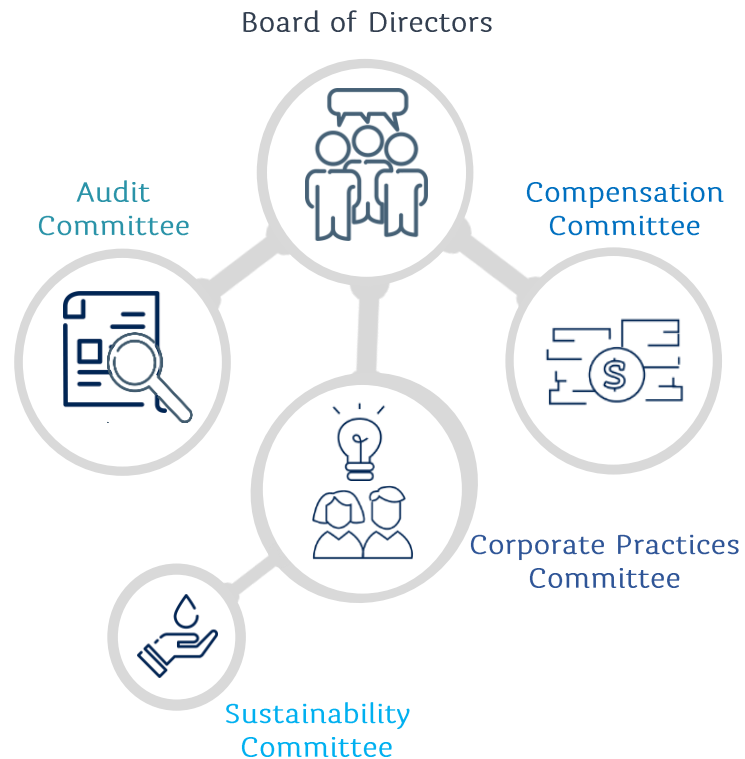 Board of Directors
Audit
Committee
Compensation
Committee
$
Corporate Practices
Committee
Sustainability
Committee